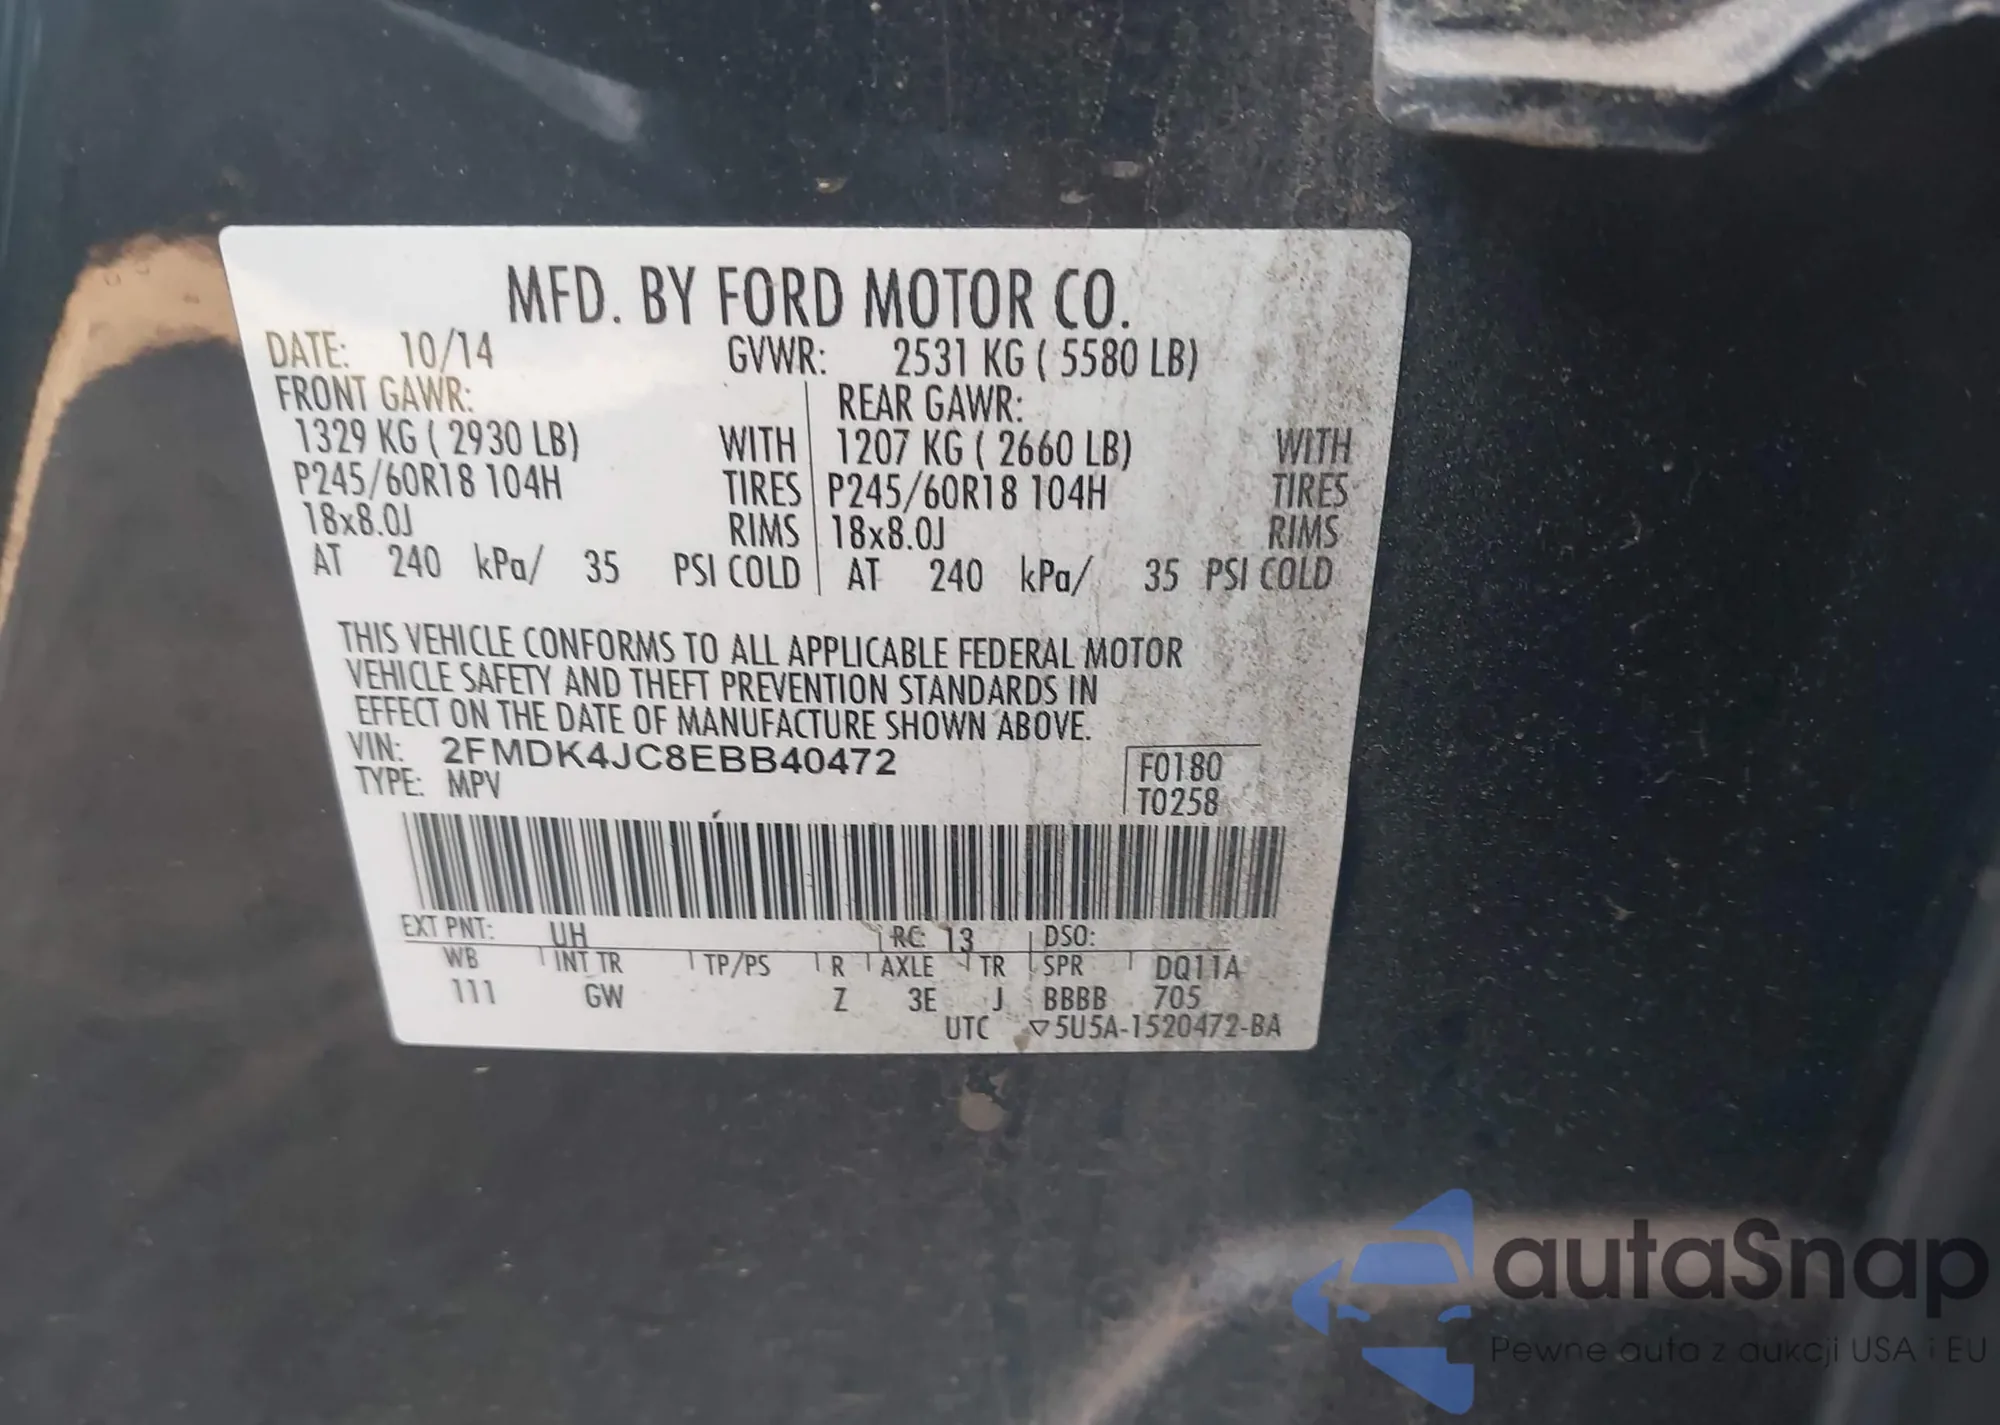 MFD. BY FORD MOTOR CO.
DATE: 10/14 GVWR: 2531 KG ( 5580 LB)
FRONT GAWR: REAR GAWR:
1329 KG ( 2930 LB) WITH 1207 KG ( 2660 LB) WITH
P245/60R18 104H TIRES P245/60R18 104H TIRES
18x8.0J RIMS 18x8.0J RIMS
AT 240 kPa/ 35 PSI COLD AT 240 kPa/ 35 PSI COLD
THIS VEHICLE CONFORMS TO ALL APPLICABLE FEDERAL MOTOR
VEHICLE SAFETY AND THEFT PREVENTION STANDARDS IN
EFFECT ON THE DATE OF MANUFACTURE SHOWN ABOVE.
VIN: 2FMDK4JC8EBB40472 F0180
TYPE: MPV T0258
EXT PNT: UH RC: 13 DSO:
WB INT TR TP/PS R AXLE TR SPR DQ11A
111 GW Z 3E J BBBB 705
UTC ▽5U5A-1520472-BA
autaSnap
Pewne auta z aukcji USA i EU